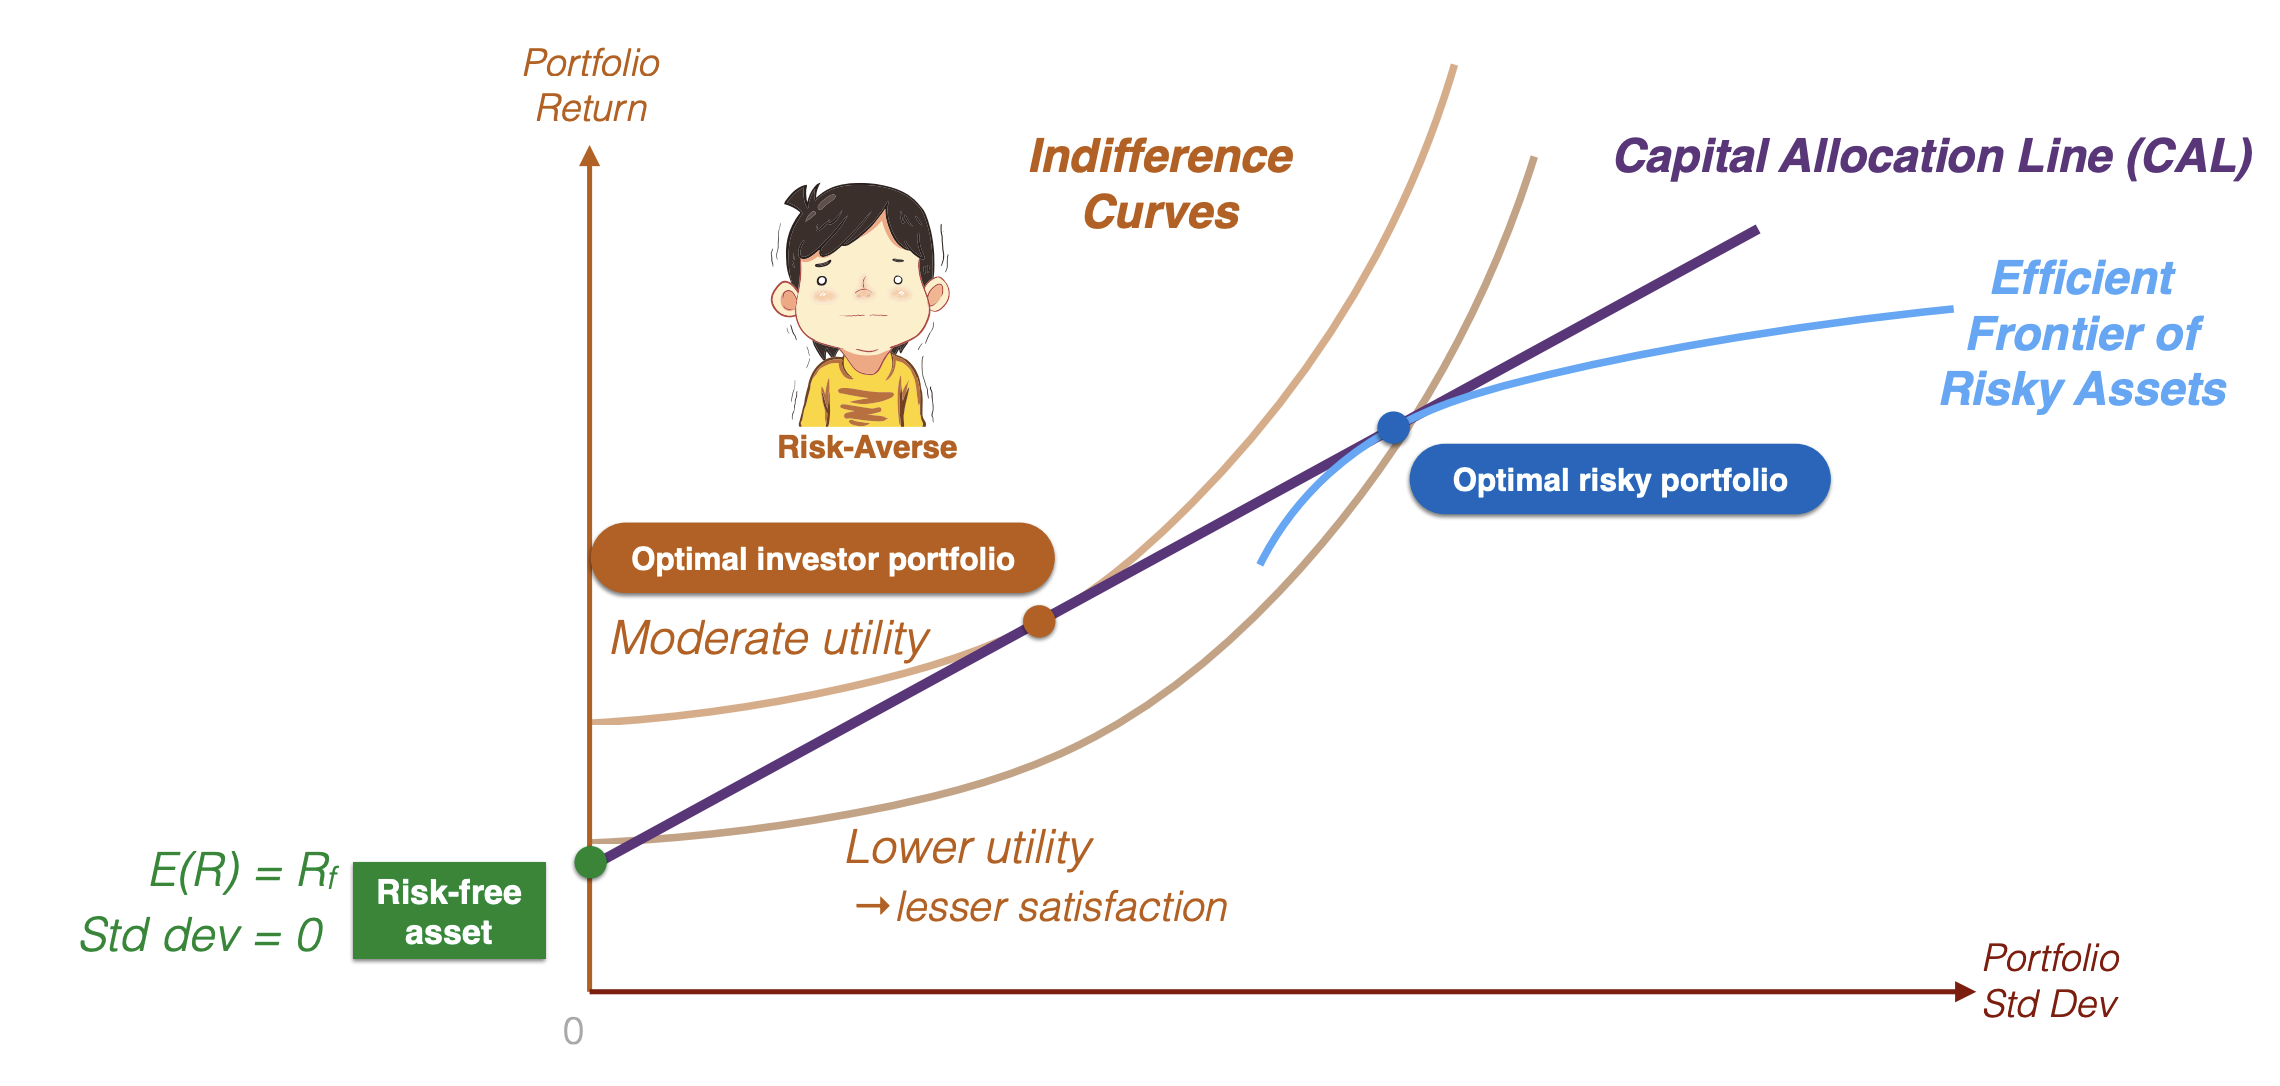 Portfolio
Return
Indifference
Curves
Capital Allocation Line (CAL)
Efficient
Frontier of
Risky Assets
Risk-Averse
Optimal risky portfolio
Optimal investor portfolio
Moderate utility
Lower utility
→ lesser satisfaction
E(R) = Rf
Std dev = 0
Risk-free
asset
Portfolio
Std Dev
0